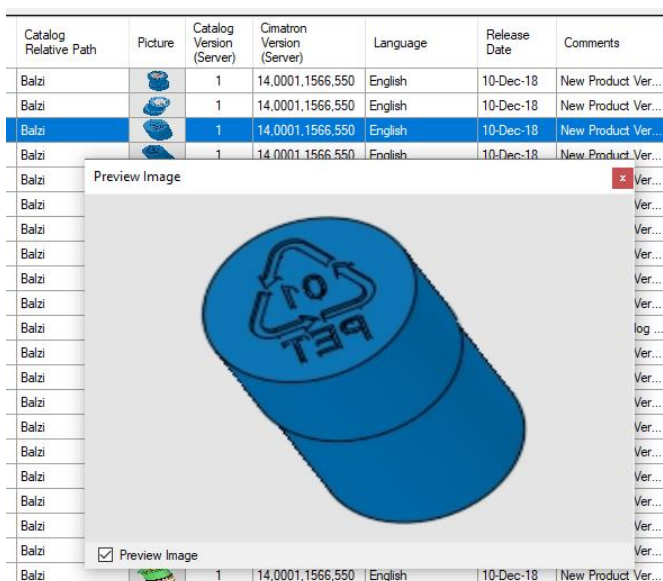 Catalog Relative Path Picture Catalog Version (Server) Cimatron Version (Server) Language Release Date Comments
Balzi 1 14,0001,1566,550 English 10-Dec-18 New Product Ver...
Balzi 1 14,0001,1566,550 English 10-Dec-18 New Product Ver...
Balzi 1 14,0001,1566,550 English 10-Dec-18 New Product Ver...
Balzi 1 14,0001,1566,550 English 10-Dec-18 New Product Ver...
Balzi Preview Image x Ver...
Balzi Ver...
Balzi Ver...
Balzi Ver...
Balzi 01 Ver...
Balzi Ver...
Balzi PET log ...
Balzi Ver...
Balzi Ver...
Balzi Ver...
Balzi Ver...
Balzi Ver...
Balzi Ver...
Balzi Ver...
Balzi Ver...
Balzi Preview Image Ver...
Balzi 1 14,0001,1566,550 English 10-Dec-18 New Product Ver...